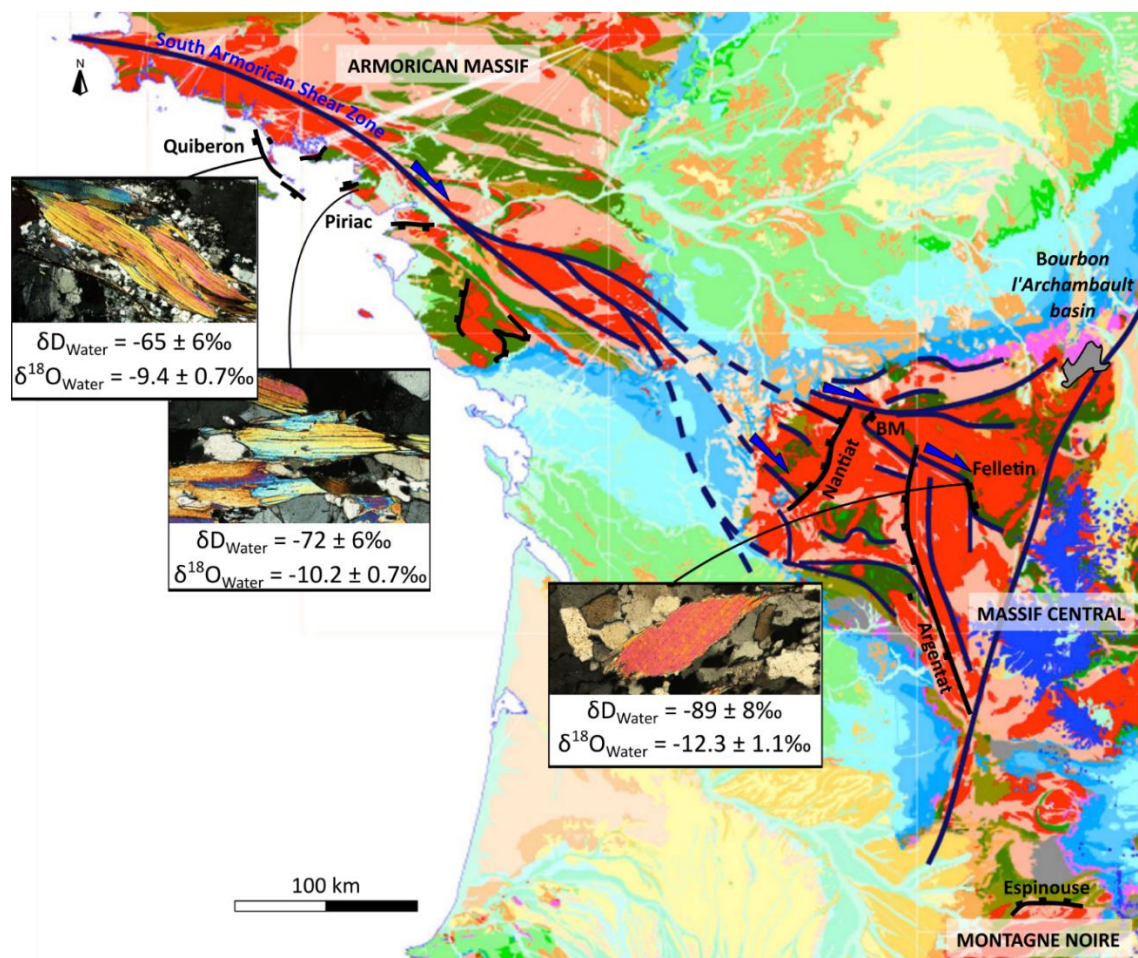 South Armorican Shear Zone
ARMORICAN MASSIF
N
Quiberon
Piriac
δD_Water = -65 ± 6‰
δ¹⁸O_Water = -9.4 ± 0.7‰
Bourbon
l'Archambault
basin
δD_Water = -72 ± 6‰
δ¹⁸O_Water = -10.2 ± 0.7‰
BM
Nantiat
Felletin
MASSIF CENTRAL
Argentat
δD_Water = -89 ± 8‰
δ¹⁸O_Water = -12.3 ± 1.1‰
100 km
Espinouse
MONTAGNE NOIRE